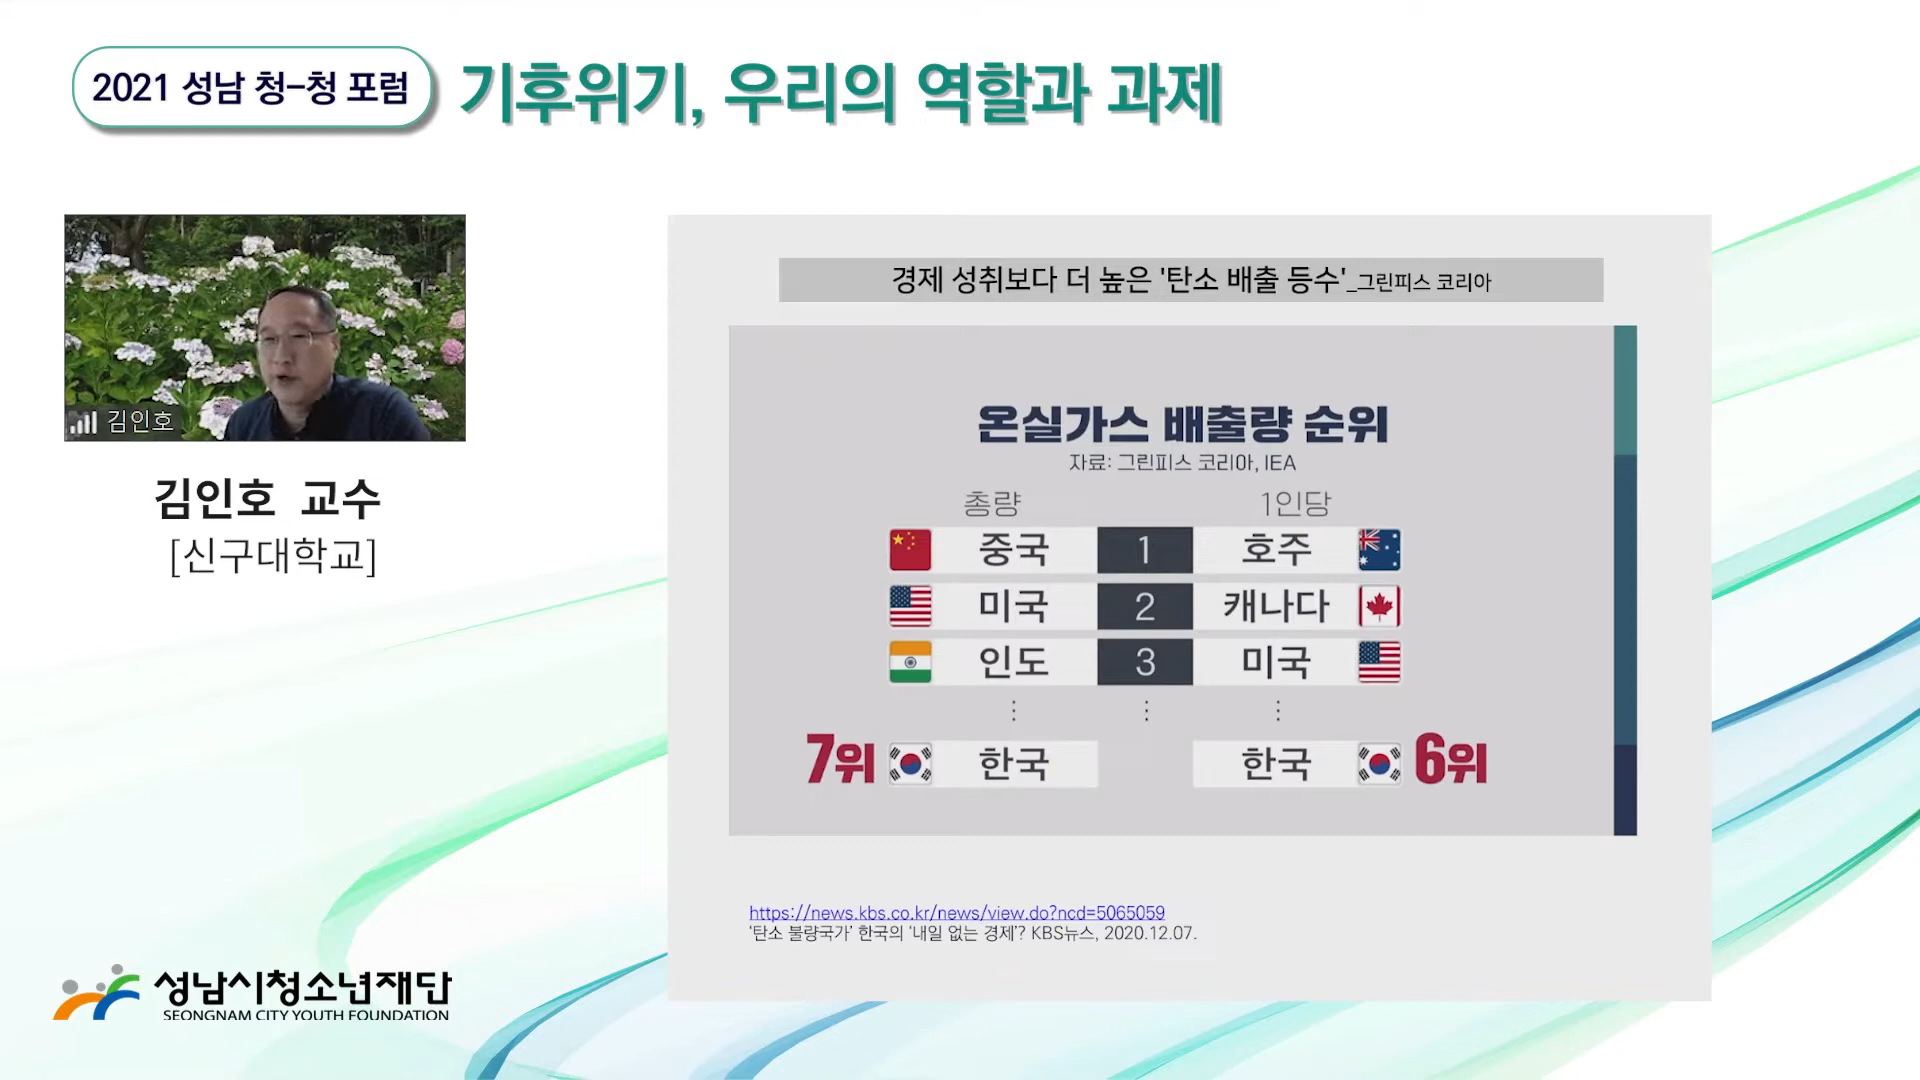 2021 성남 청-청 포럼
기후위기, 우리의 역할과 과제
김인호
김인호 교수
[신구대학교]
경제 성취보다 더 높은 '탄소 배출 등수'_그린피스 코리아
온실가스 배출량 순위
자료: 그린피스 코리아, IEA
총량 1인당
중국 1 호주
미국 2 캐나다
인도 3 미국
⋮ ⋮ ⋮
7위 한국 한국 6위
https://news.kbs.co.kr/news/view.do?ncd=5065059
'탄소 불량국가' 한국의 '내일 없는 경제'? KBS뉴스, 2020.12.07.
성남시청소년재단
SEONGNAM CITY YOUTH FOUNDATION